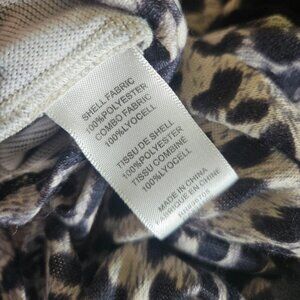 SHELL FABRIC
100%POLYESTER
COMBO FABRIC
100%LYOCELL
TISSU DE SHELL
100%POLYESTER
TISSU COMBINÉ
100%LYOCELL
MADE IN CHINA
FABRIQUE EN CHINE